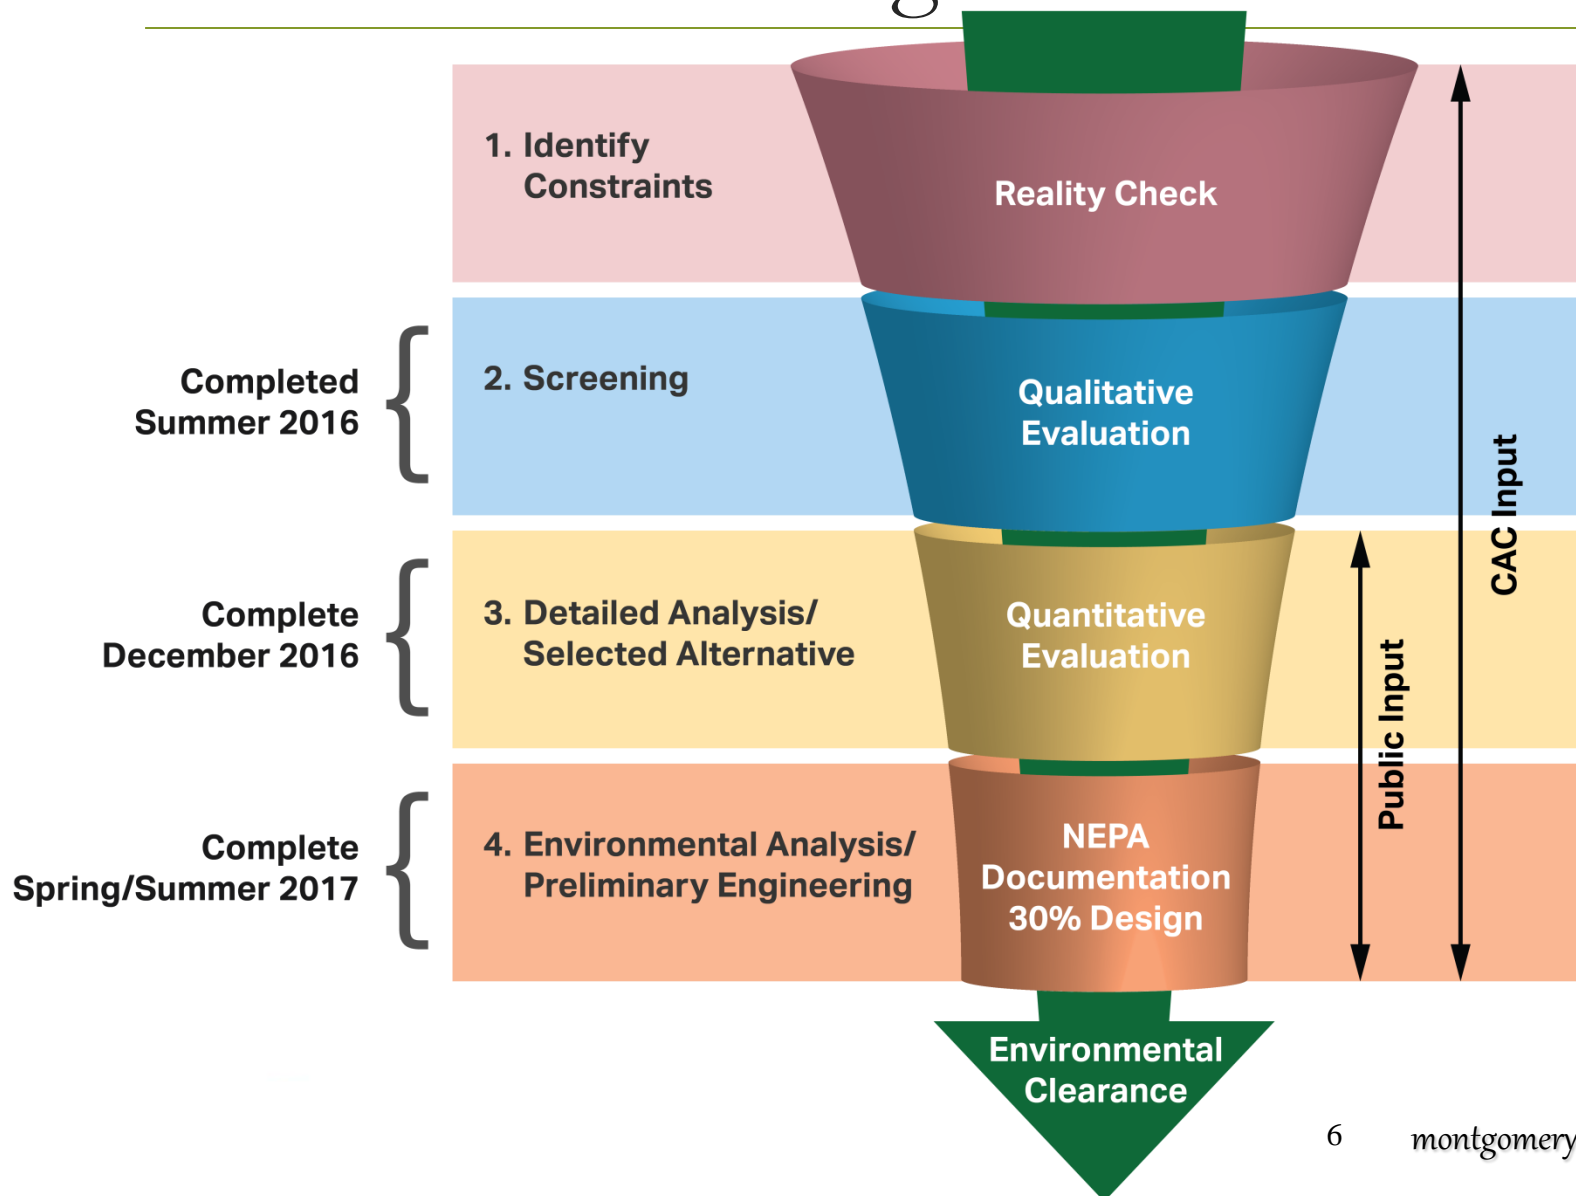 1. Identify
Constraints
Reality Check
Completed
Summer 2016
2. Screening
Qualitative
Evaluation
Complete
December 2016
3. Detailed Analysis/
Selected Alternative
Quantitative
Evaluation
Complete
Spring/Summer 2017
4. Environmental Analysis/
Preliminary Engineering
NEPA
Documentation
30% Design
Public Input
CAC Input
Environmental
Clearance
6
montgomery